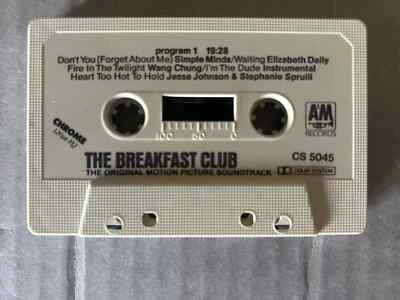 program 1 19:28
Don't You (Forget About Me) Simple Minds/Waiting Elizabeth Daily
Fire In The Twilight Wang Chung/I'm The Dude Instrumental
Heart Too Hot To Hold Jesse Johnson & Stephanie Spruill
A&M
RECORDS
100 50 0
CHROME
THE BREAKFAST CLUB
CS 5045
THE ORIGINAL MOTION PICTURE SOUNDTRACK
DOLBY SYSTEM